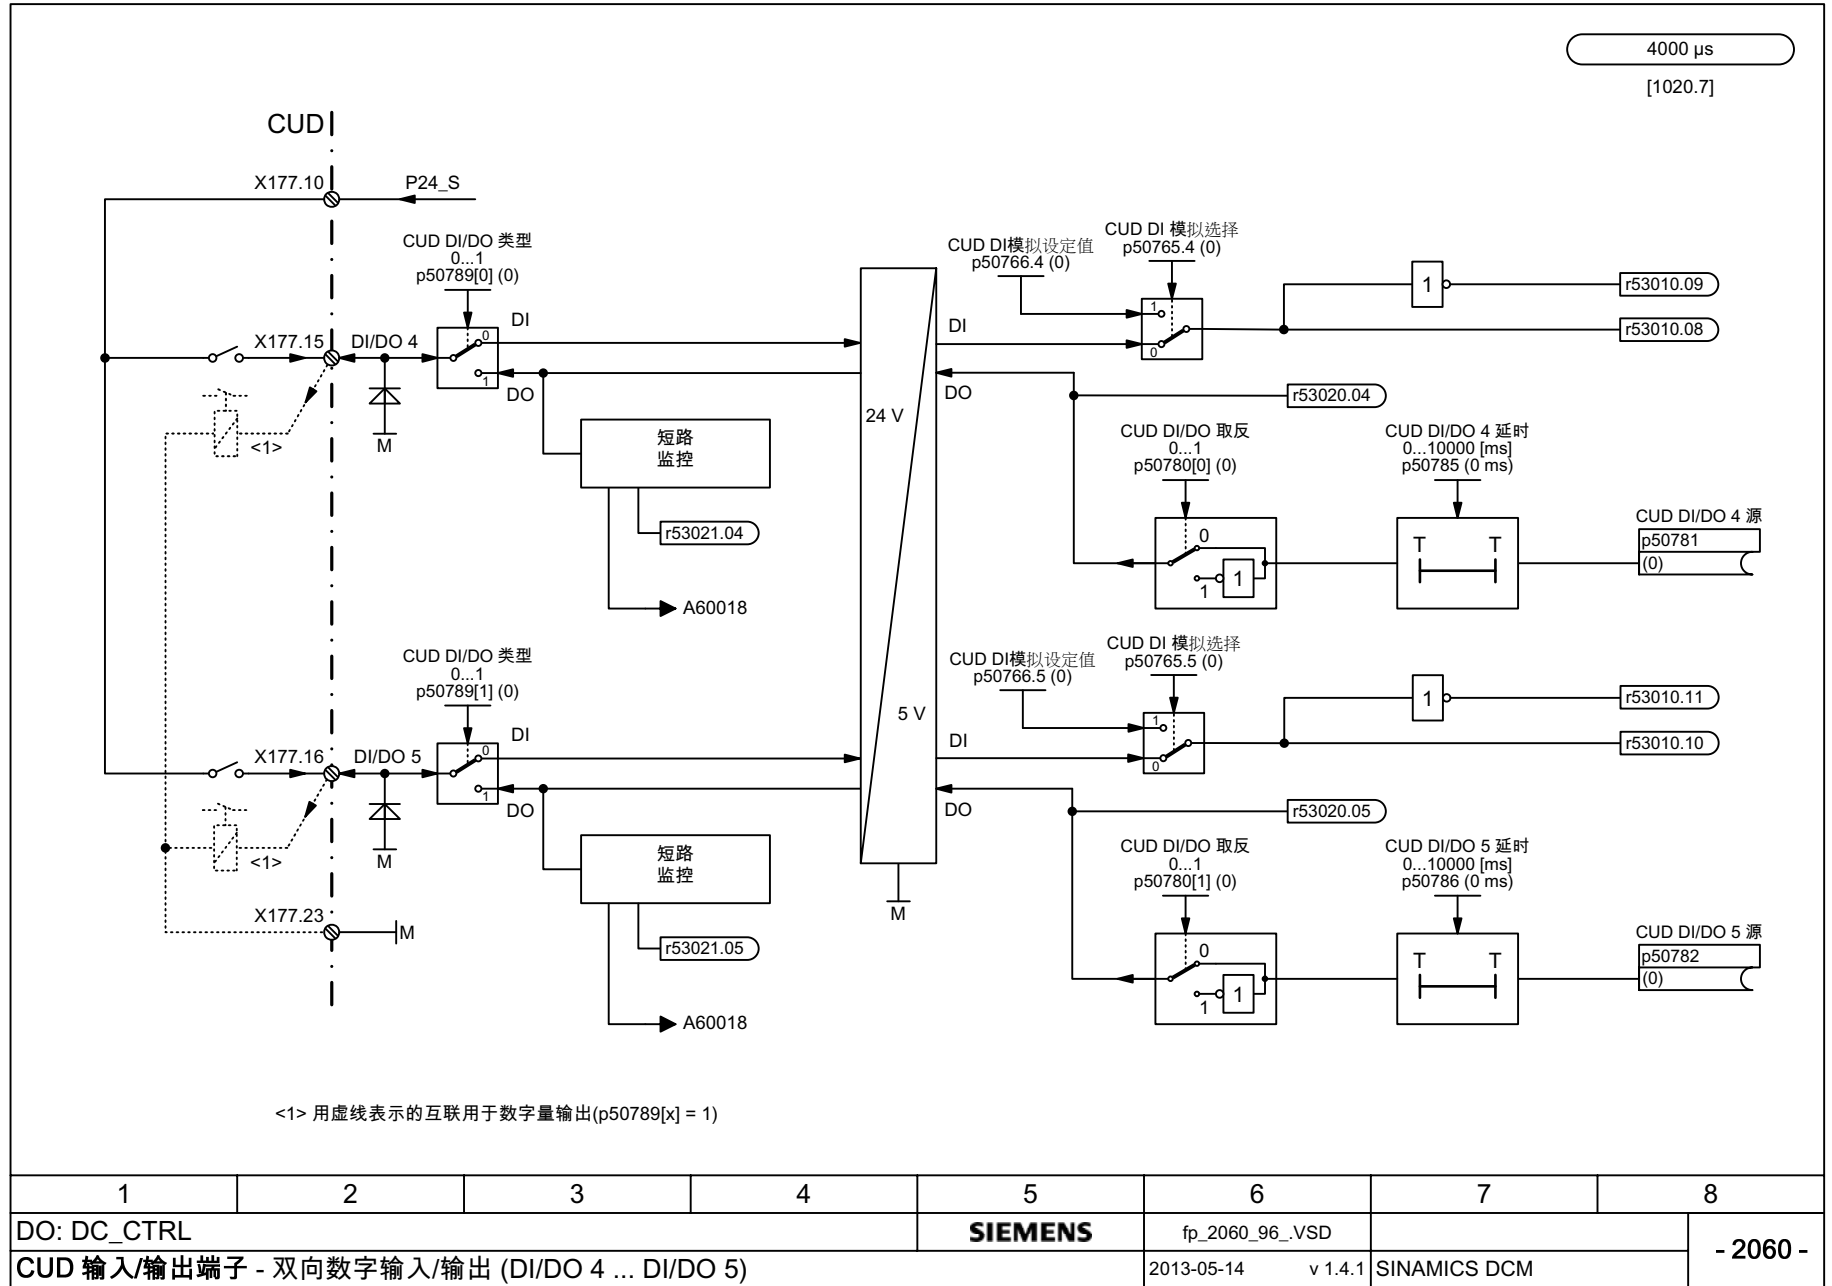 4000 µs
[1020.7]
CUD
X177.10
P24_S
CUD DI/DO 类型
0...1
p50789[0] (0)
CUD DI模拟设定值
p50766.4 (0)
CUD DI 模拟选择
p50765.4 (0)
1
0
1
r53010.09
r53010.08
X177.15
DI/DO 4
0
1
DI
DO
DI
DO
<1>
M
短路
监控
r53021.04
A60018
24 V
5 V
M
r53020.04
CUD DI/DO 取反
0...1
p50780[0] (0)
0
1
1
CUD DI/DO 4 延时
0...10000 [ms]
p50785 (0 ms)
T T
CUD DI/DO 4 源
p50781
(0)
CUD DI/DO 类型
0...1
p50789[1] (0)
CUD DI模拟设定值
p50766.5 (0)
CUD DI 模拟选择
p50765.5 (0)
1
0
1
r53010.11
r53010.10
X177.16
DI/DO 5
0
1
DI
DO
DI
DO
<1>
M
短路
监控
r53021.05
A60018
X177.23
M
r53020.05
CUD DI/DO 取反
0...1
p50780[1] (0)
0
1
1
CUD DI/DO 5 延时
0...10000 [ms]
p50786 (0 ms)
T T
CUD DI/DO 5 源
p50782
(0)
<1> 用虚线表示的互联用于数字量输出(p50789[x] = 1)
1 2 3 4 5 6 7 8
DO: DC_CTRL
SIEMENS
fp_2060_96_.VSD
- 2060 -
CUD 输入/输出端子 - 双向数字输入/输出 (DI/DO 4 ... DI/DO 5)
2013-05-14 v 1.4.1
SINAMICS DCM